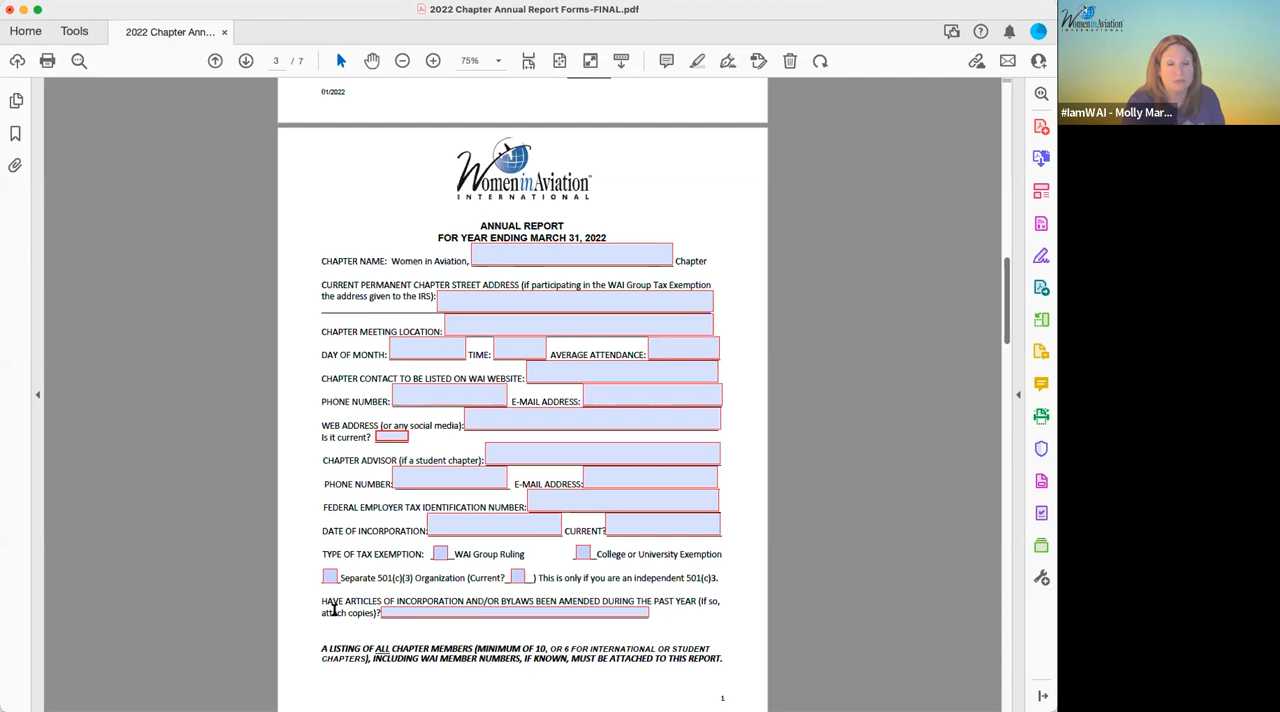 2022 Chapter Annual Report Forms-FINAL.pdf
Home
Tools
2022 Chapter Ann... ×
3 / 7
75%
01/2022
Women in Aviation
INTERNATIONAL
ANNUAL REPORT
FOR YEAR ENDING MARCH 31, 2022
CHAPTER NAME: Women in Aviation, Chapter
CURRENT PERMANENT CHAPTER STREET ADDRESS (if participating in the WAI Group Tax Exemption
the address given to the IRS):
CHAPTER MEETING LOCATION:
DAY OF MONTH: TIME: AVERAGE ATTENDANCE:
CHAPTER CONTACT TO BE LISTED ON WAI WEBSITE:
PHONE NUMBER: E-MAIL ADDRESS:
WEB ADDRESS (or any social media):
Is it current?
CHAPTER ADVISOR (if a student chapter):
PHONE NUMBER: E-MAIL ADDRESS:
FEDERAL EMPLOYER TAX IDENTIFICATION NUMBER:
DATE OF INCORPORATION: CURRENT?
TYPE OF TAX EXEMPTION: WAI Group Ruling College or University Exemption
Separate 501(c)(3) Organization (Current? ) This is only if you are an independent 501(c)3.
HAVE ARTICLES OF INCORPORATION AND/OR BYLAWS BEEN AMENDED DURING THE PAST YEAR (If so,
attach copies)?
A LISTING OF ALL CHAPTER MEMBERS (MINIMUM OF 10, OR 6 FOR INTERNATIONAL OR STUDENT
CHAPTERS), INCLUDING WAI MEMBER NUMBERS, IF KNOWN, MUST BE ATTACHED TO THIS REPORT.
1
Women in Aviation
INTERNATIONAL
#IamWAI - Molly Mar...